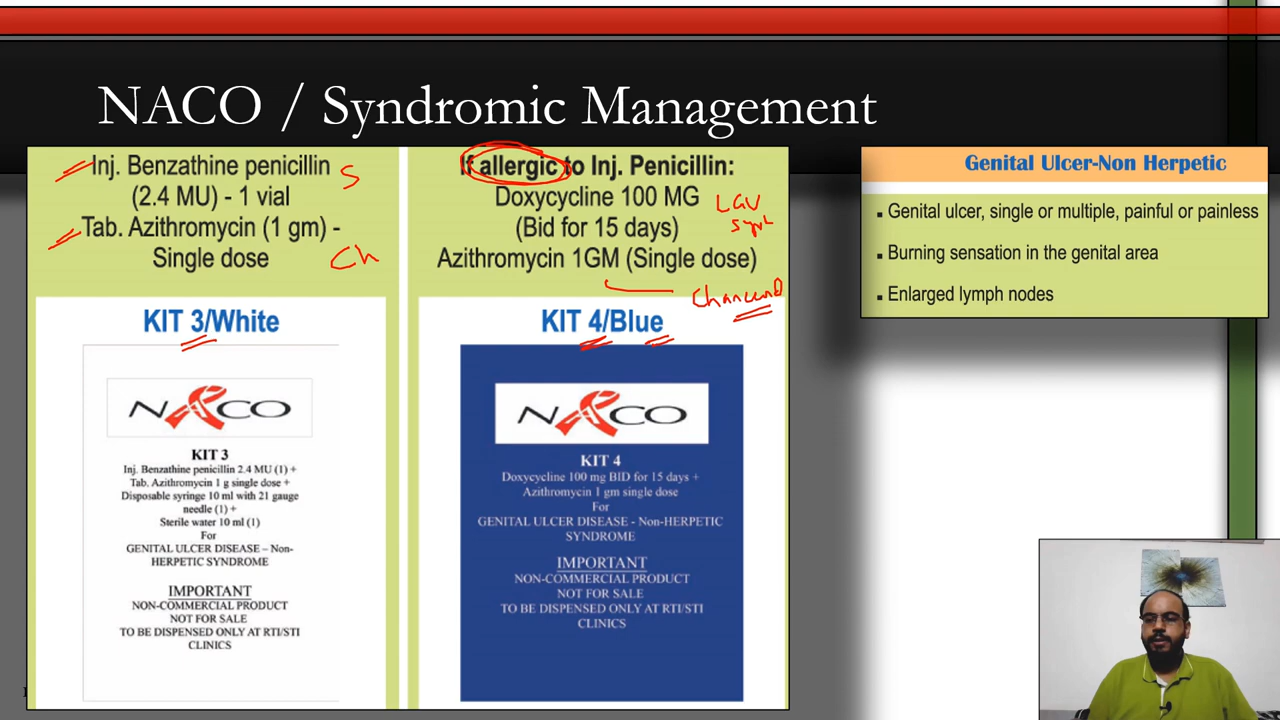 NACO / Syndromic Management
Inj. Benzathine penicillin S
(2.4 MU) - 1 vial
Tab. Azithromycin (1 gm) -
Single dose Ch
KIT 3/White
NACO
KIT 3
Inj. Benzathine penicillin 2.4 MU (1) +
Tab. Azithromycin 1 g single dose +
Disposable syringe 10 ml with 21 gauge
needle (1) +
Sterile water 10 ml (1)
For
GENITAL ULCER DISEASE – Non-
HERPETIC SYNDROME
IMPORTANT
NON-COMMERCIAL PRODUCT
NOT FOR SALE
TO BE DISPENSED ONLY AT RTI/STI
CLINICS
If allergic to Inj. Penicillin:
Doxycycline 100 MG LGV
(Bid for 15 days)
Azithromycin 1GM (Single dose)
KIT 4/Blue
NACO
KIT 4
Doxycycline 100 mg BID for 15 days +
Azithromycin 1 gm single dose
For
GENITAL ULCER DISEASE - Non-HERPETIC
SYNDROME
IMPORTANT
NON-COMMERCIAL PRODUCT
NOT FOR SALE
TO BE DISPENSED ONLY AT RTI/STI
CLINICS
Genital Ulcer-Non Herpetic
▪ Genital ulcer, single or multiple, painful or painless
▪ Burning sensation in the genital area
▪ Enlarged lymph nodes